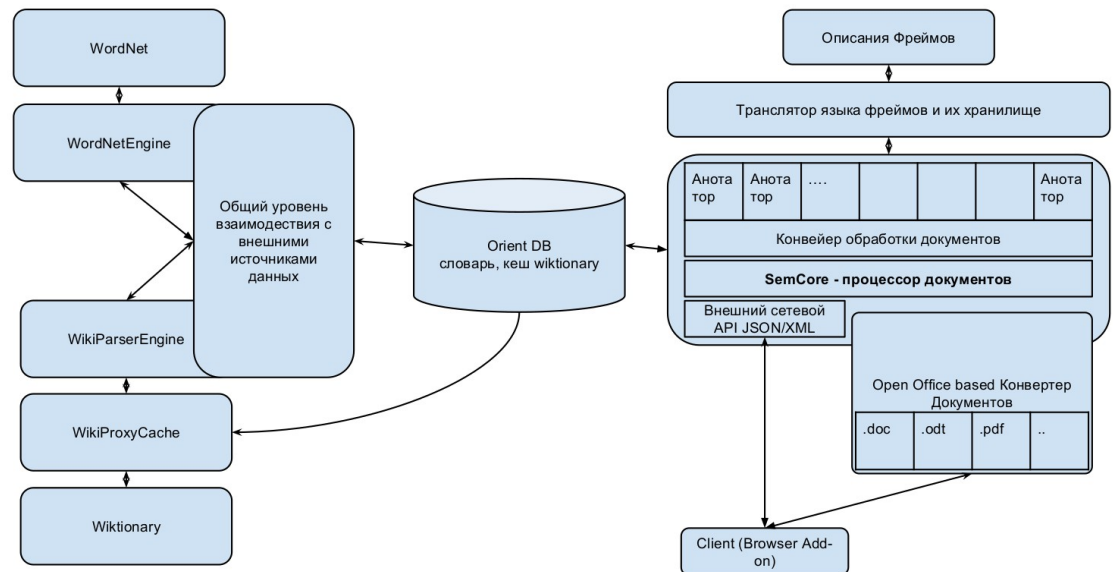 WordNet
WordNetEngine
Общий уровень
взаимодествия с
внешними
источниками
данных
WikiParserEngine
WikiProxyCache
Wiktionary
Orient DB
словарь, кеш wiktionary
Описания Фреймов
Транслятор языка фреймов и их хранилище
Анота
тор
Анота
тор
....
Анота
тор
Конвейер обработки документов
SemCore - процессор документов
Внешний сетевой
API JSON/XML
Open Office based Конвертер
Документов
.doc
.odt
.pdf
..
Client (Browser Add-
on)